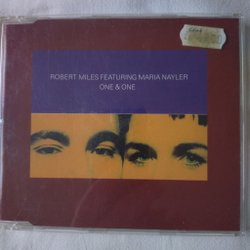 ROBERT MILES FEATURING MARIA NAYLER
ONE & ONE